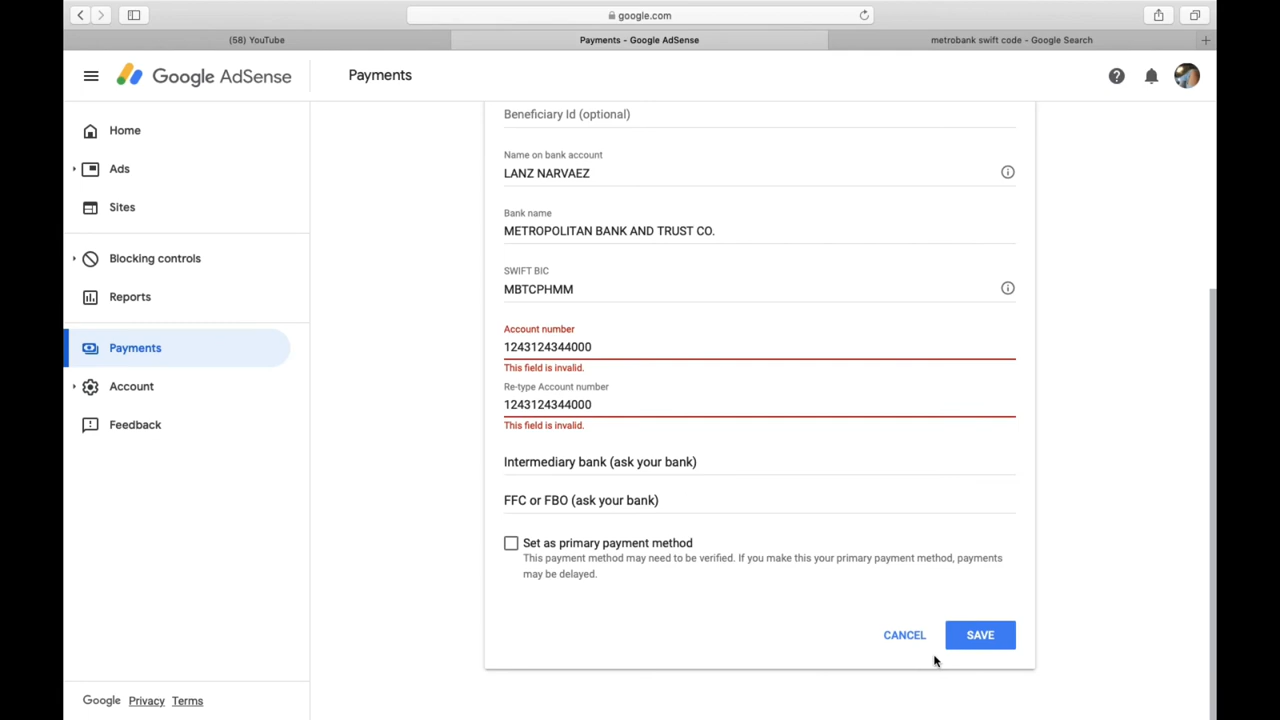 google.com
(58) YouTube
Payments - Google AdSense
metrobank swift code - Google Search
Google AdSense
Payments
Home
Ads
Sites
Blocking controls
Reports
Payments
Account
Feedback
Beneficiary Id (optional)
Name on bank account
LANZ NARVAEZ
Bank name
METROPOLITAN BANK AND TRUST CO.
SWIFT BIC
MBTCPHMM
Account number
1243124344000
This field is invalid.
Re-type Account number
1243124344000
This field is invalid.
Intermediary bank (ask your bank)
FFC or FBO (ask your bank)
Set as primary payment method
This payment method may need to be verified. If you make this your primary payment method, payments
may be delayed.
CANCEL
SAVE
Google Privacy Terms